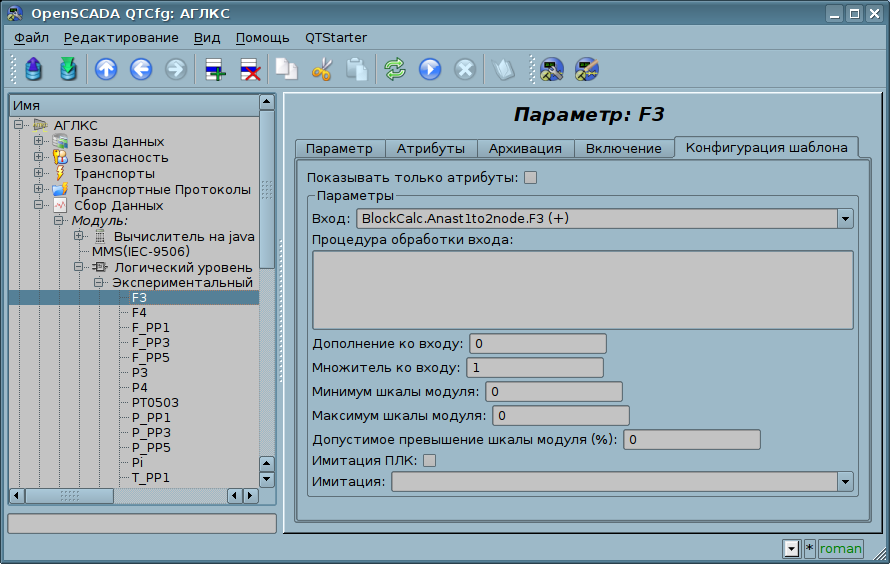 OpenSCADA QTCfg: АГЛКС
Файл Редактирование Вид Помощь QTStarter
Имя
АГЛКС
Базы Данных
Безопасность
Транспорты
Транспортные Протоколы
Сбор Данных
Модуль:
Вычислитель на java
MMS(IEC-9506)
Логический уровень
Экспериментальный
F3
F4
F_PP1
F_PP3
F_PP5
P3
P4
PT0503
P_PP1
P_PP3
P_PP5
Pi
T_PP1
Параметр: F3
Параметр Атрибуты Архивация Включение Конфигурация шаблона
Показывать только атрибуты:
Параметры
Вход: BlockCalc.Anast1to2node.F3 (+)
Процедура обработки входа:
Дополнение ко входу: 0
Множитель ко входу: 1
Минимум шкалы модуля: 0
Максимум шкалы модуля: 0
Допустимое превышение шкалы модуля (%): 0
Имитация ПЛК:
Имитация:
* roman